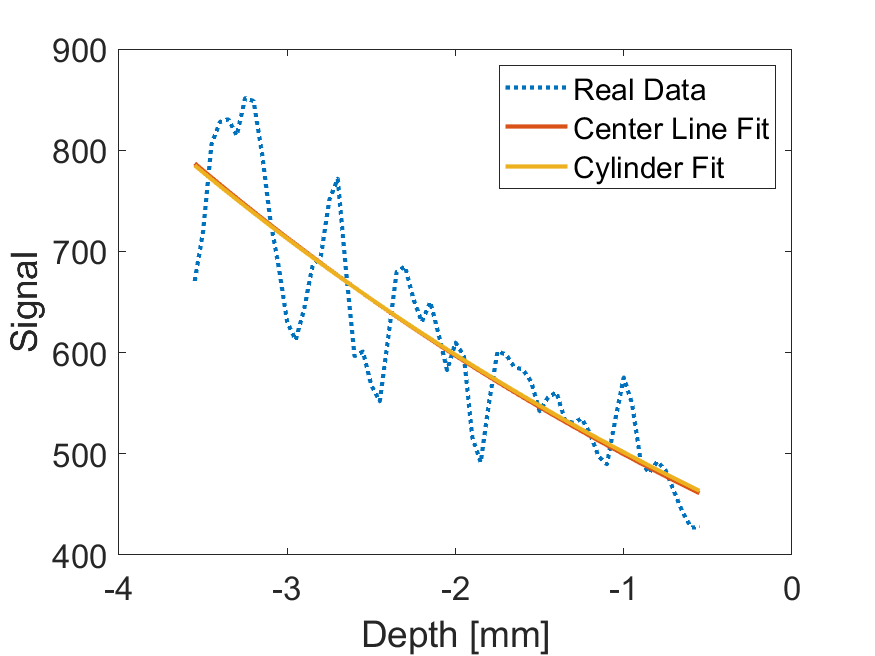 900
800
700
600
500
400
Signal
Real Data
Center Line Fit
Cylinder Fit
-4
-3
-2
-1
0
Depth [mm]